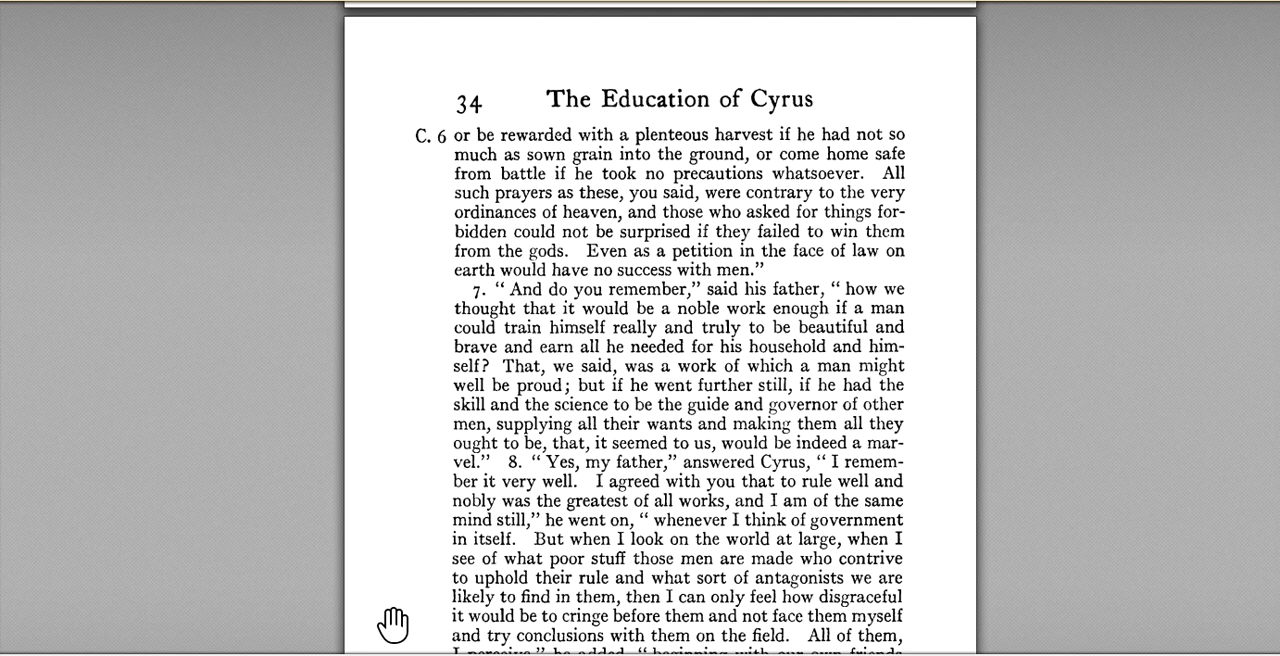 34 The Education of Cyrus
C. 6 or be rewarded with a plenteous harvest if he had not so
much as sown grain into the ground, or come home safe
from battle if he took no precautions whatsoever. All
such prayers as these, you said, were contrary to the very
ordinances of heaven, and those who asked for things for-
bidden could not be surprised if they failed to win them
from the gods. Even as a petition in the face of law on
earth would have no success with men.”
7. “ And do you remember,” said his father, “ how we
thought that it would be a noble work enough if a man
could train himself really and truly to be beautiful and
brave and earn all he needed for his household and him-
self? That, we said, was a work of which a man might
well be proud; but if he went further still, if he had the
skill and the science to be the guide and governor of other
men, supplying all their wants and making them all they
ought to be, that, it seemed to us, would be indeed a mar-
vel.” 8. “ Yes, my father,” answered Cyrus, “ I remem-
ber it very well. I agreed with you that to rule well and
nobly was the greatest of all works, and I am of the same
mind still,” he went on, “ whenever I think of government
in itself. But when I look on the world at large, when I
see of what poor stuff those men are made who contrive
to uphold their rule and what sort of antagonists we are
likely to find in them, then I can only feel how disgraceful
it would be to cringe before them and not face them myself
and try conclusions with them on the field. All of them,
I perceive,” he added, “ beginning with our own friends